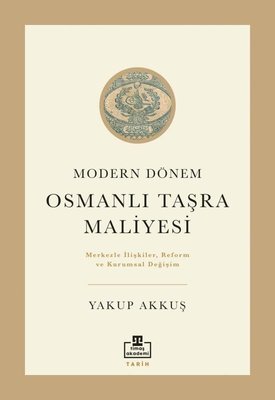 MODERN DÖNEM
OSMANLI TAŞRA
MALİYESİ
Merkezle İlişkiler, Reform
ve Kurumsal Değişim
YAKUP AKKUŞ
timaş
akademi
TARİH